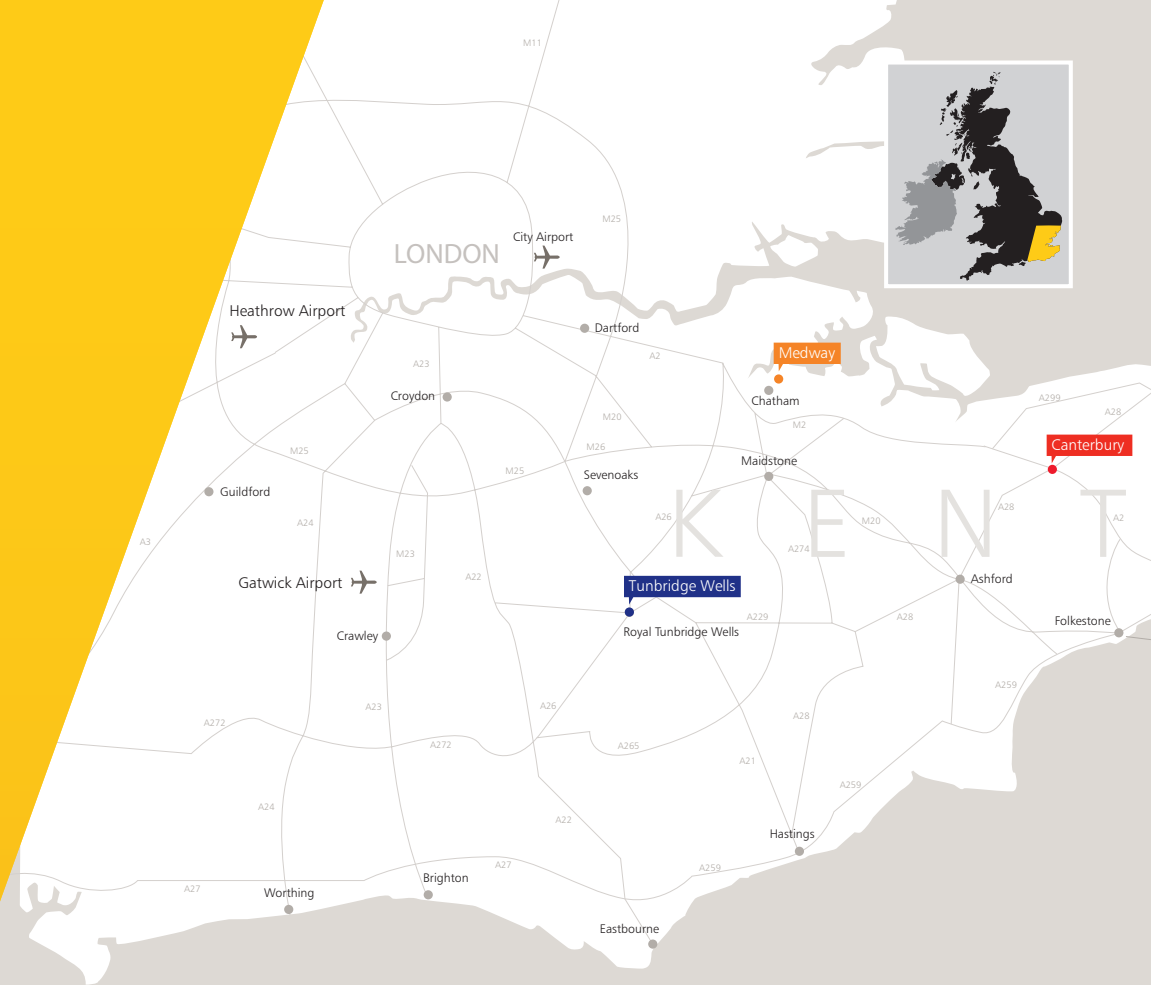 M11
M25
City Airport
LONDON
Heathrow Airport
Dartford
A2
Medway
A23
Croydon
Chatham
A299
A28
M20
M2
M25
M26
Canterbury
M25
Sevenoaks
Maidstone
Guildford
A24
A26
KENT
A28
A2
M20
A3
M23
A274
Gatwick Airport
A22
Tunbridge Wells
Ashford
A229
A28
Crawley
Royal Tunbridge Wells
Folkestone
A259
A23
A26
A28
A272
A272
A265
A21
A259
A24
A22
Hastings
A27
A259
A27
Worthing
Brighton
Eastbourne